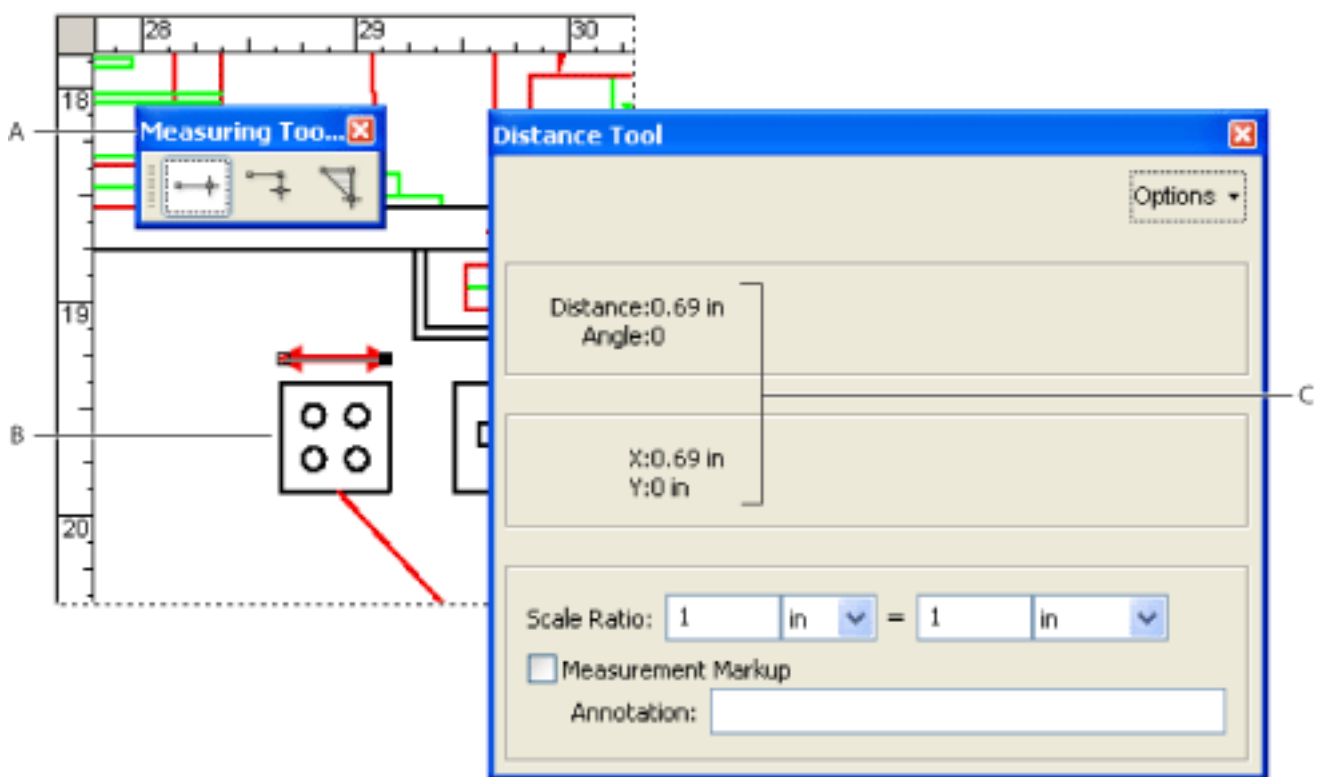 28 29 30
18
A
Measuring Too...
Distance Tool
Options
19
Distance:0.69 in
Angle:0
C
B
X:0.69 in
Y:0 in
20
Scale Ratio: 1 in = 1 in
Measurement Markup
Annotation: